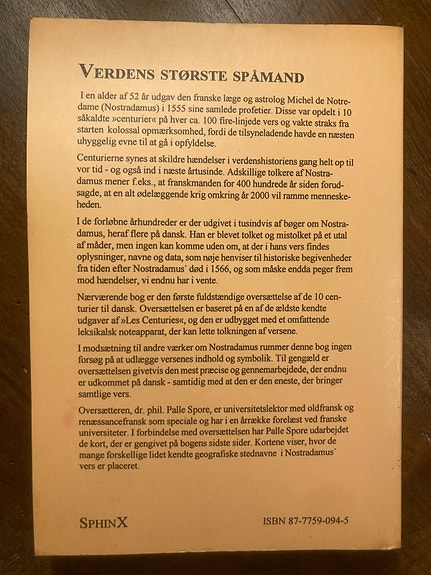 VERDENS STØRSTE SPÅMAND
I en alder af 52 år udgav den franske læge og astrolog Michel de Notre-
dame (Nostradamus) i 1555 sine samlede profetier. Disse var opdelt i 10
såkaldte »centurier« på hver ca. 100 fire-linjede vers og vakte straks fra
starten kolossal opmærksomhed, fordi de tilsyneladende havde en næsten
uhyggelig evne til at gå i opfyldelse.
Centurierne synes at skildre hændelser i verdenshistoriens gang helt op til
vor tid - og også ind i næste årtusinde. Adskillige tolkere af Nostra-
damus mener f.eks., at franskmanden for 400 hundrede år siden forud-
sagde, at en alt ødelæggende krig omkring år 2000 vil ramme menneske-
heden.
I de forløbne århundreder er der udgivet i tusindvis af bøger om Nostra-
damus, heraf flere på dansk. Han er blevet tolket og mistolket på et utal
af måder, men ingen kan komme uden om, at der i hans vers findes
oplysninger, navne og data, som nøje henviser til historiske begivenheder
fra tiden efter Nostradamus' død i 1566, og som måske endda peger frem
mod hændelser, vi endnu har i vente.
Nærværende bog er den første fuldstændige oversættelse af de 10 cen-
turier til dansk. Oversættelsen er baseret på en af de ældste kendte
udgaver af »Les Centuries«, og den er udbygget med et omfattende
leksikalsk noteapparat, der kan lette tolkningen af versene.
I modsætning til andre værker om Nostradamus rummer denne bog ingen
forsøg på at udlægge versenes indhold og symbolik. Til gengæld er
oversættelsen givetvis den mest præcise og gennemarbejdede, der endnu
er udkommet på dansk - samtidig med at den er den eneste, der bringer
samtlige vers.
Oversætteren, dr. phil. Palle Spore, er universitetslektor med oldfransk og
renæssancefransk som speciale og har i en årrække forelæst ved franske
universiteter. I forbindelse med oversættelsen har Palle Spore udarbejdet
de kort, der er gengivet på bogens sidste sider. Kortene viser, hvor de
mange forskellige lidet kendte geografiske stednavne i Nostradamus'
vers er placeret.
SPHINX
ISBN 87-7759-094-5